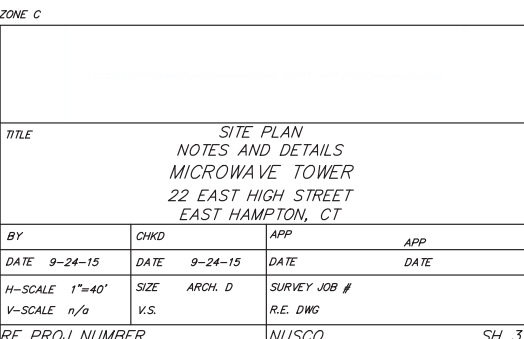 ZONE C
TITLE
SITE PLAN
NOTES AND DETAILS
MICROWAVE TOWER
22 EAST HIGH STREET
EAST HAMPTON, CT
BY CHKD APP APP
DATE 9-24-15 DATE 9-24-15 DATE DATE
H-SCALE 1"=40' SIZE ARCH. D SURVEY JOB #
V-SCALE n/a V.S. R.E. DWG
RE PROJ NUMBER NUSCO SH 3